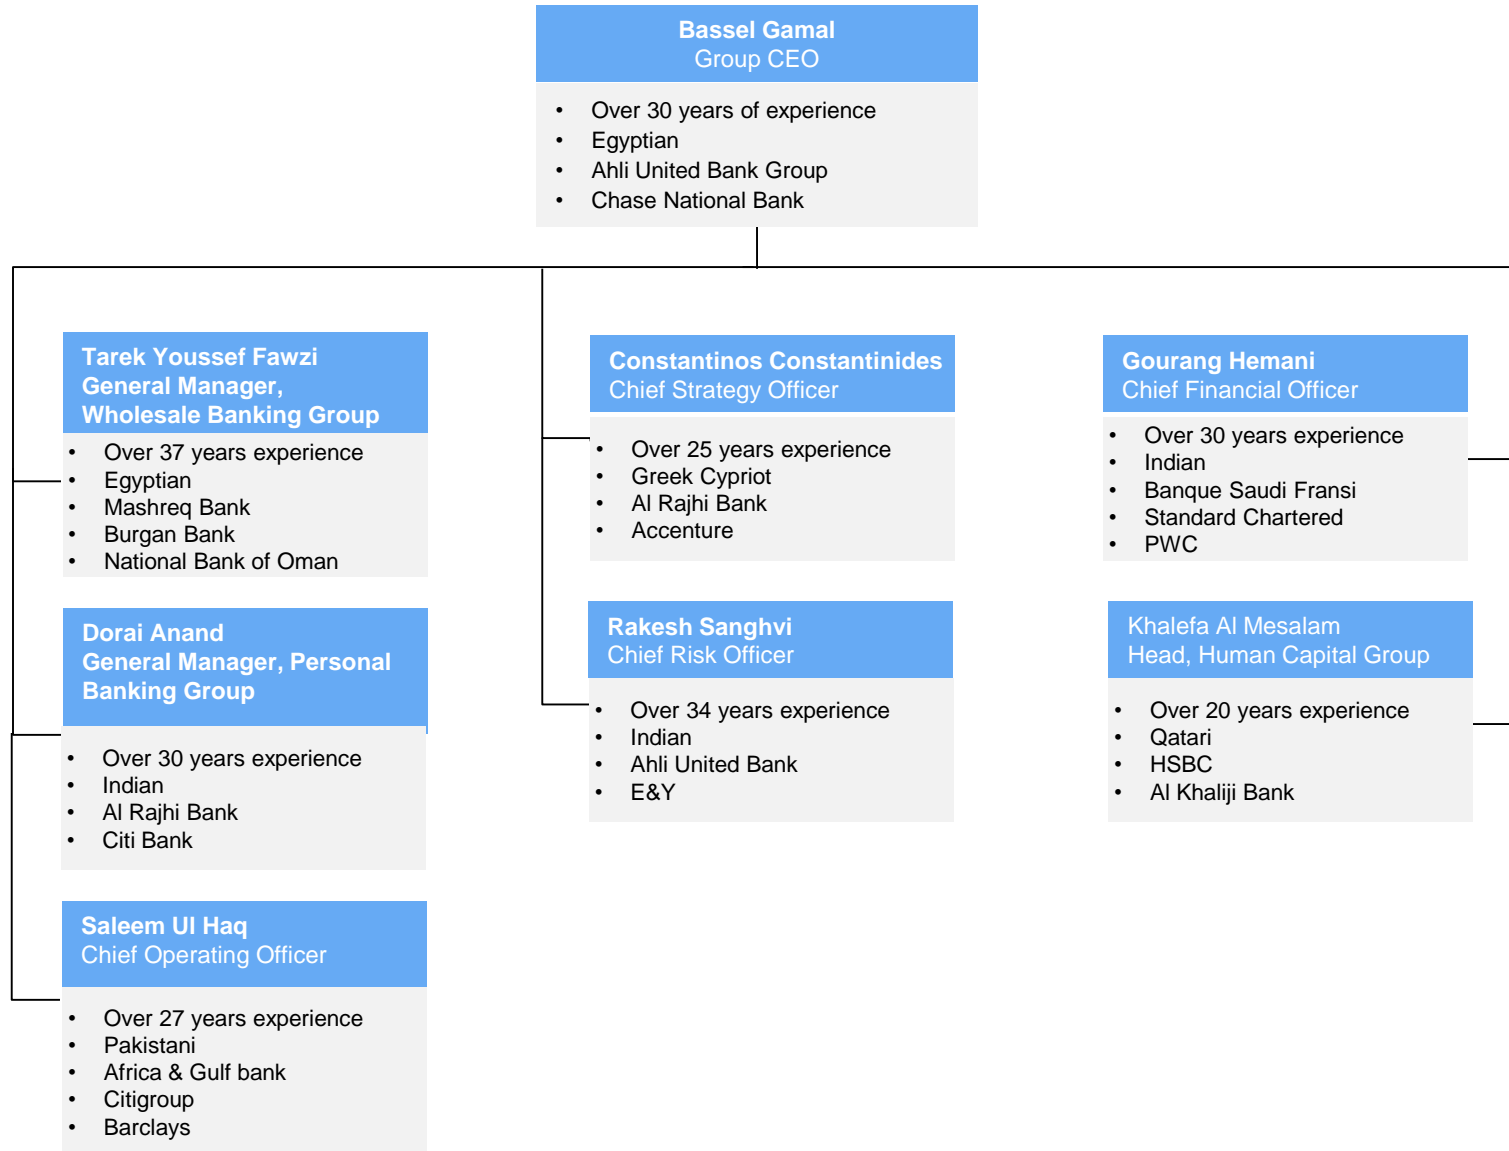 Bassel Gamal
Group CEO
• Over 30 years of experience
• Egyptian
• Ahli United Bank Group
• Chase National Bank
Tarek Youssef Fawzi
General Manager,
Wholesale Banking Group
• Over 37 years experience
• Egyptian
• Mashreq Bank
• Burgan Bank
• National Bank of Oman
Dorai Anand
General Manager, Personal
Banking Group
• Over 30 years experience
• Indian
• Al Rajhi Bank
• Citi Bank
Saleem Ul Haq
Chief Operating Officer
• Over 27 years experience
• Pakistani
• Africa & Gulf bank
• Citigroup
• Barclays
Constantinos Constantinides
Chief Strategy Officer
• Over 25 years experience
• Greek Cypriot
• Al Rajhi Bank
• Accenture
Rakesh Sanghvi
Chief Risk Officer
• Over 34 years experience
• Indian
• Ahli United Bank
• E&Y
Gourang Hemani
Chief Financial Officer
• Over 30 years experience
• Indian
• Banque Saudi Fransi
• Standard Chartered
• PWC
Khalefa Al Mesalam
Head, Human Capital Group
• Over 20 years experience
• Qatari
• HSBC
• Al Khaliji Bank